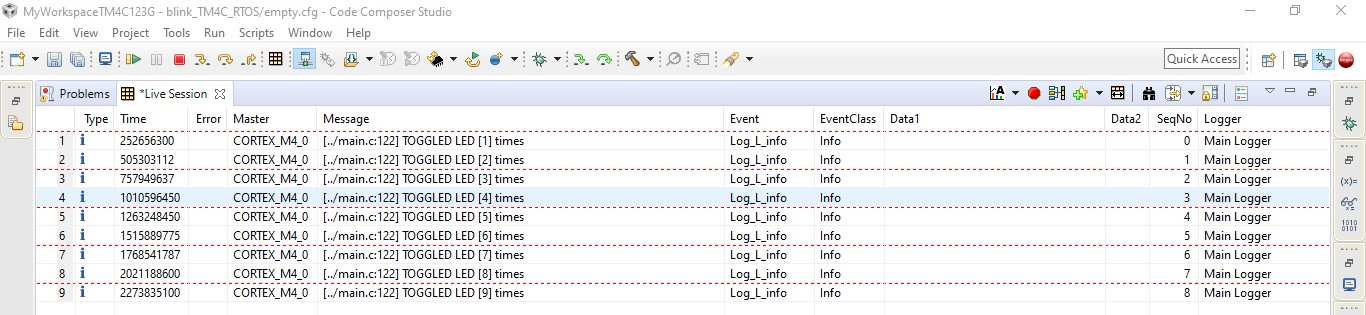 MyWorkspaceTM4C123G - blink_TM4C_RTOS/empty.cfg - Code Composer Studio
File Edit View Project Tools Run Scripts Window Help
Quick Access
Problems *Live Session
Type Time Error Master Message Event EventClass Data1 Data2 SeqNo Logger
1 i 252656300 CORTEX_M4_0 [../main.c:122] TOGGLED LED [1] times Log_L_info Info 0 Main Logger
2 i 505303112 CORTEX_M4_0 [../main.c:122] TOGGLED LED [2] times Log_L_info Info 1 Main Logger
3 i 757949637 CORTEX_M4_0 [../main.c:122] TOGGLED LED [3] times Log_L_info Info 2 Main Logger
4 i 1010596450 CORTEX_M4_0 [../main.c:122] TOGGLED LED [4] times Log_L_info Info 3 Main Logger
5 i 1263248450 CORTEX_M4_0 [../main.c:122] TOGGLED LED [5] times Log_L_info Info 4 Main Logger
6 i 1515889775 CORTEX_M4_0 [../main.c:122] TOGGLED LED [6] times Log_L_info Info 5 Main Logger
7 i 1768541787 CORTEX_M4_0 [../main.c:122] TOGGLED LED [7] times Log_L_info Info 6 Main Logger
8 i 2021188600 CORTEX_M4_0 [../main.c:122] TOGGLED LED [8] times Log_L_info Info 7 Main Logger
9 i 2273835100 CORTEX_M4_0 [../main.c:122] TOGGLED LED [9] times Log_L_info Info 8 Main Logger
(x)=
1010
0101